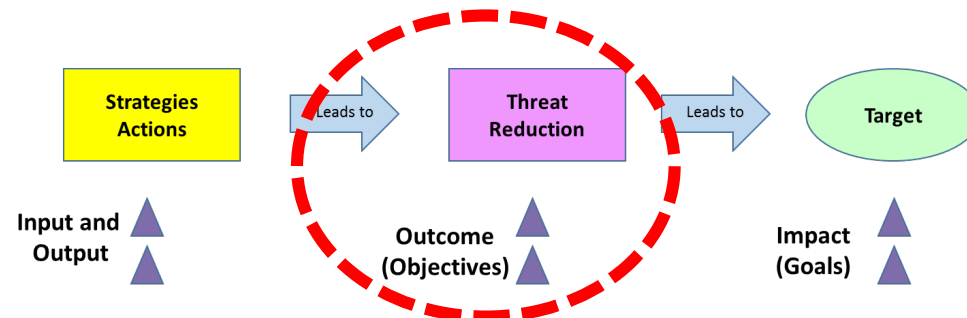 Strategies
Actions
Leads to
Threat
Reduction
Leads to
Target
Input and
Output
Outcome
(Objectives)
Impact
(Goals)